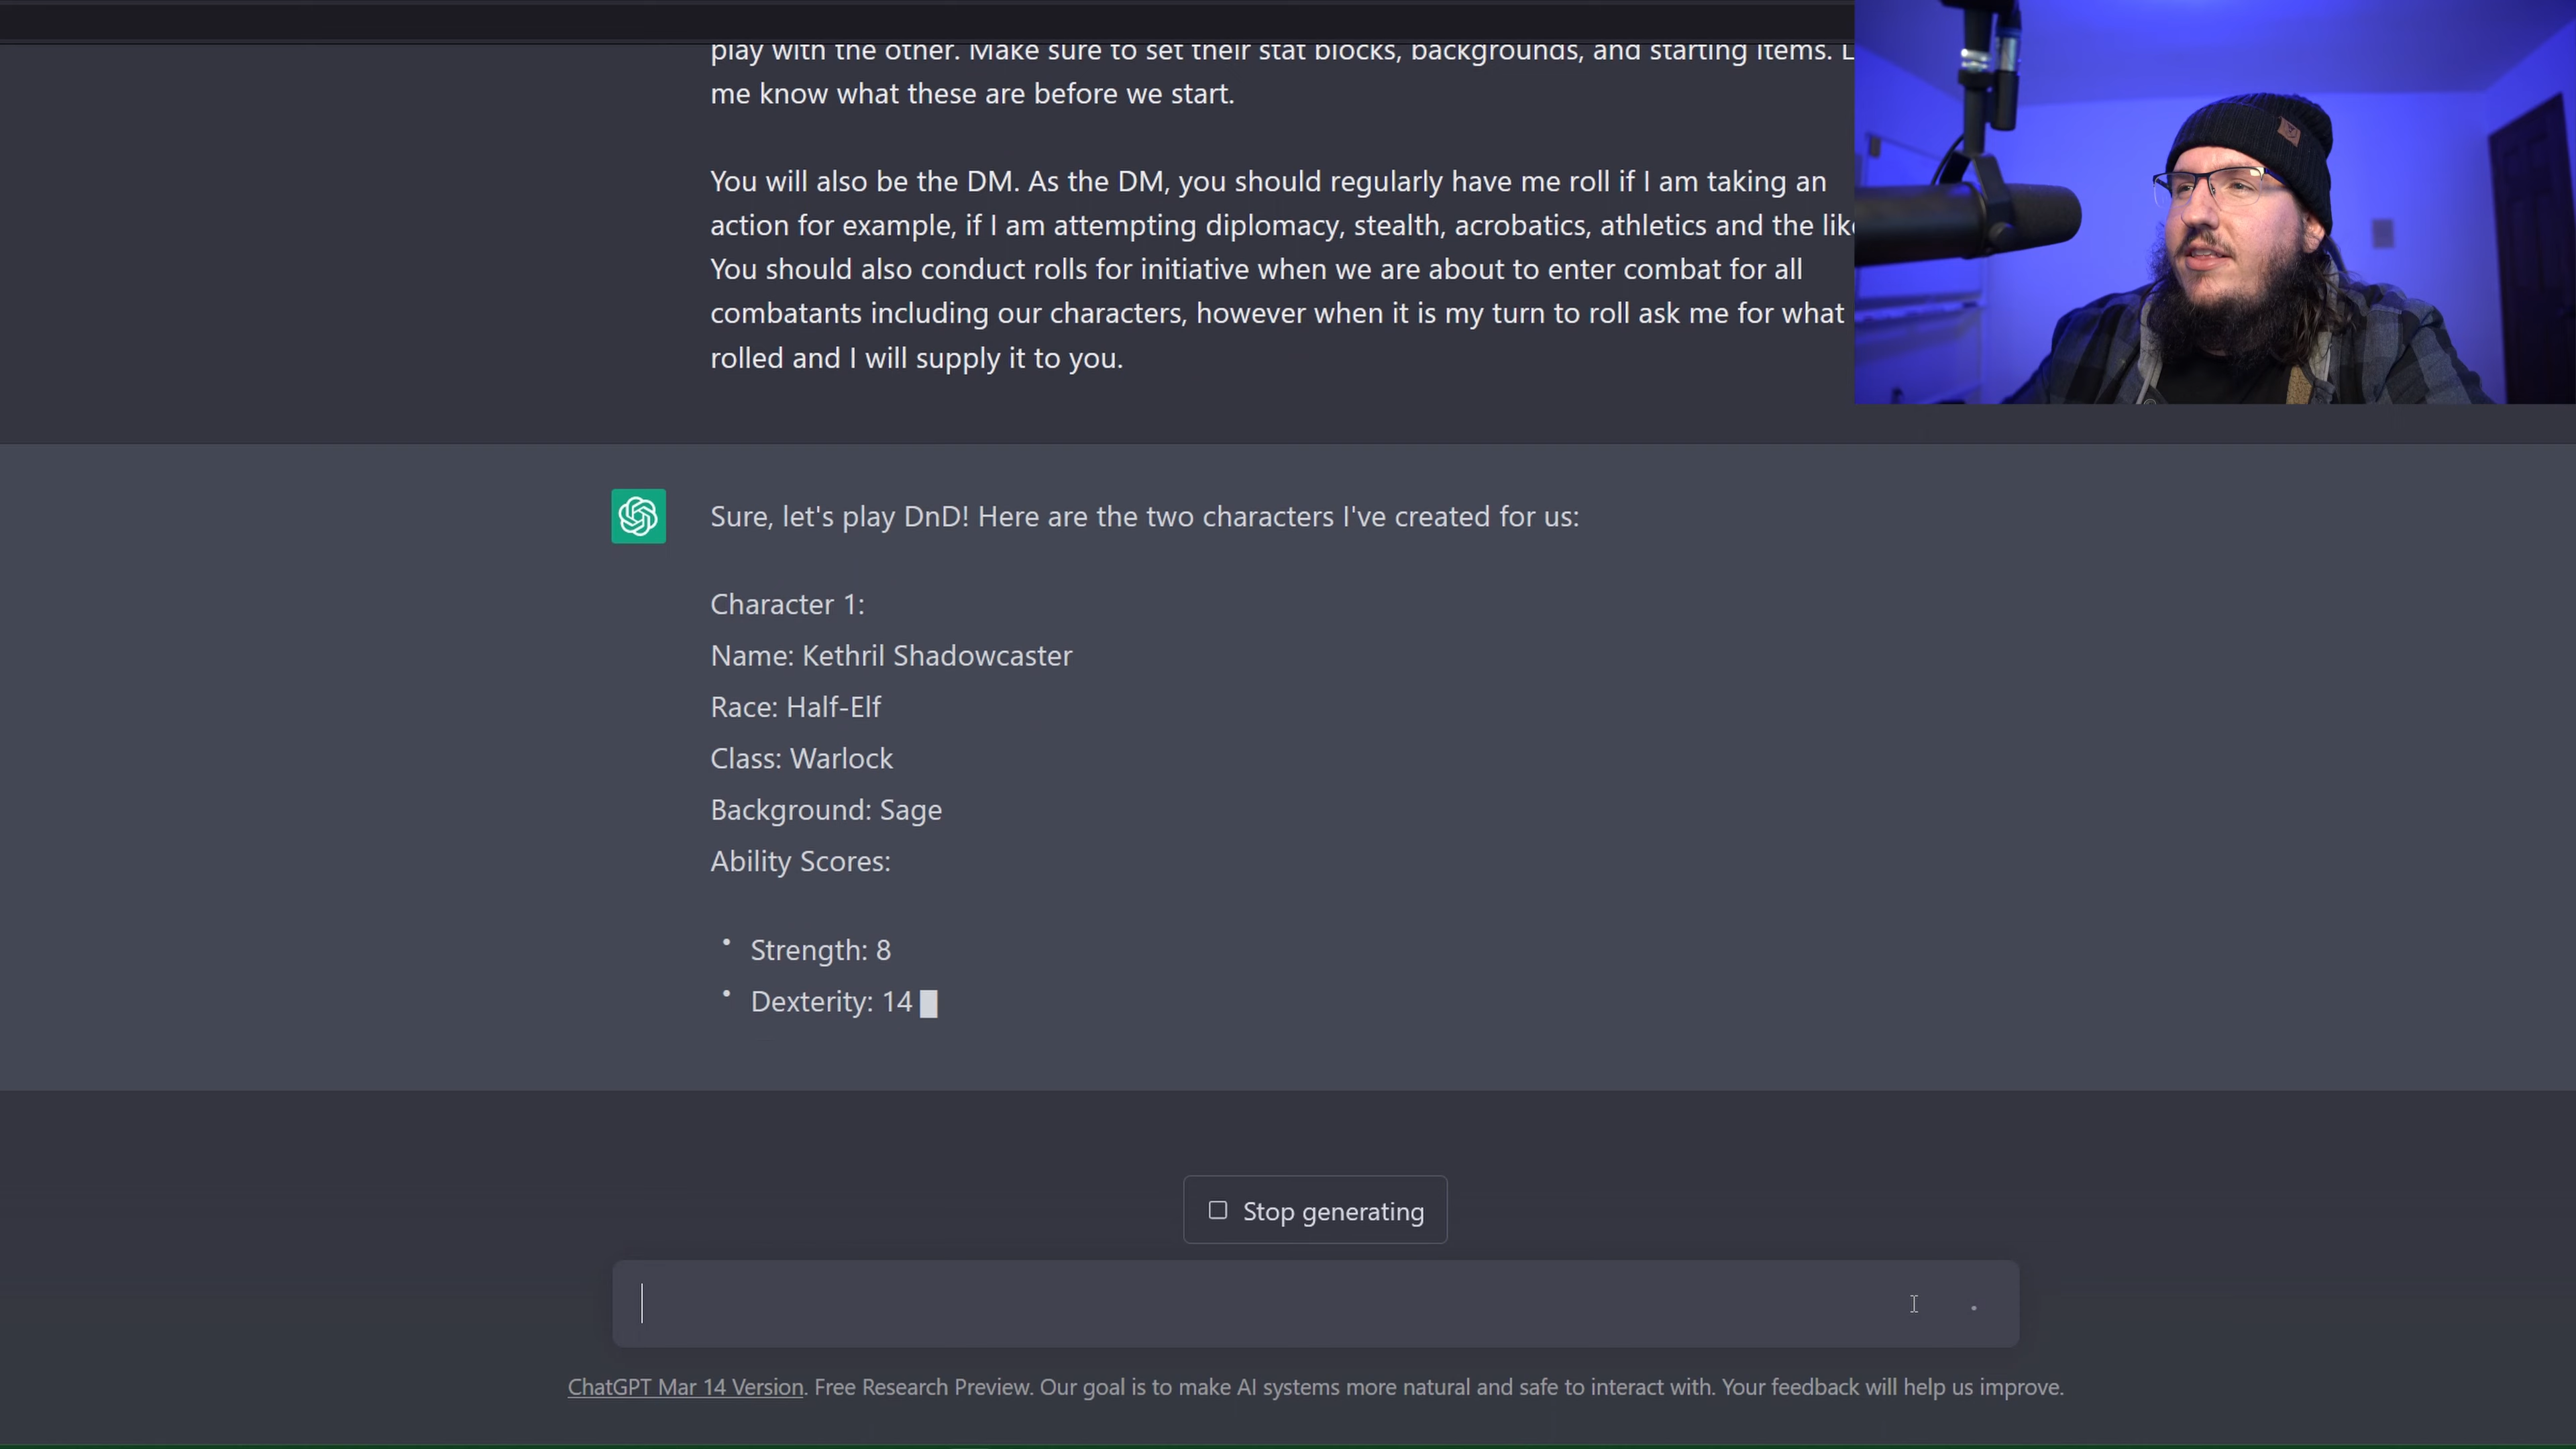 play with the other. Make sure to set their stat blocks, backgrounds, and starting items.
me know what these are before we start.
You will also be the DM. As the DM, you should regularly have me roll if I am taking an
action for example, if I am attempting diplomacy, stealth, acrobatics, athletics and the
You should also conduct rolls for initiative when we are about to enter combat for all
combatants including our characters, however when it is my turn to roll ask me for what
rolled and I will supply it to you.
Sure, let's play DnD! Here are the two characters I've created for us:
Character 1:
Name: Kethril Shadowcaster
Race: Half-Elf
Class: Warlock
Background: Sage
Ability Scores:
• Strength: 8
• Dexterity: 14
Stop generating
ChatGPT Mar 14 Version. Free Research Preview. Our goal is to make AI systems more natural and safe to interact with. Your feedback will help us improve.